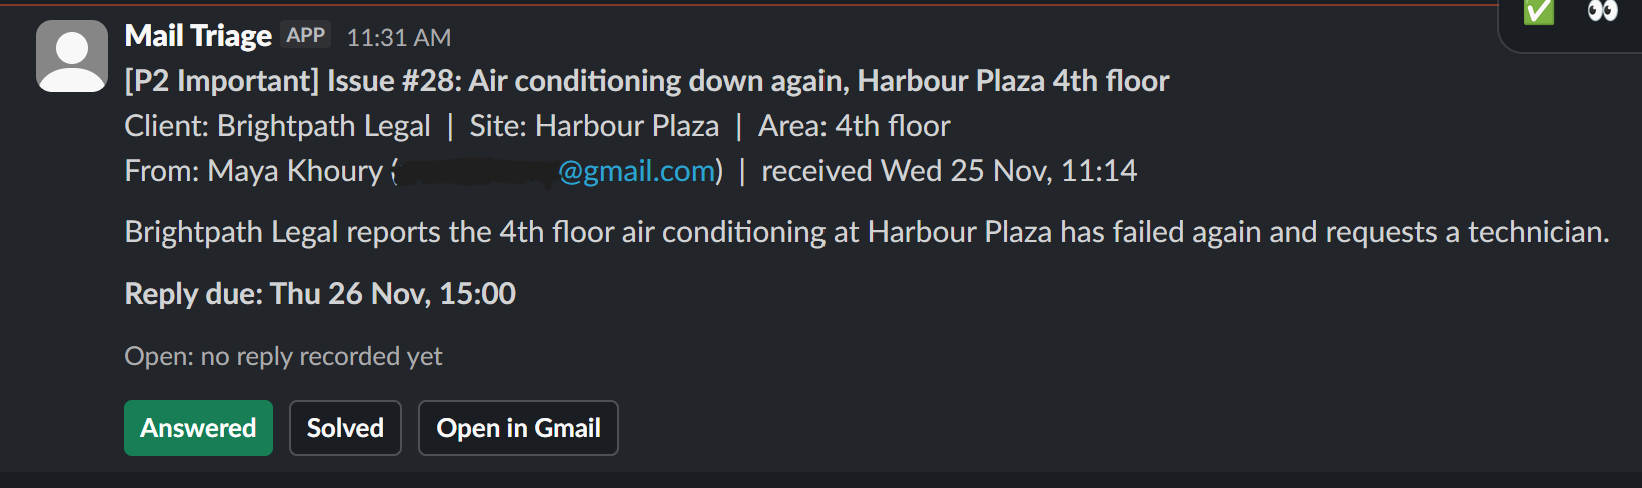 Mail Triage APP 11:31 AM
[P2 Important] Issue #28: Air conditioning down again, Harbour Plaza 4th floor
Client: Brightpath Legal | Site: Harbour Plaza | Area: 4th floor
From: Maya Khoury ( @gmail.com) | received Wed 25 Nov, 11:14
Brightpath Legal reports the 4th floor air conditioning at Harbour Plaza has failed again and requests a technician.
Reply due: Thu 26 Nov, 15:00
Open: no reply recorded yet
Answered Solved Open in Gmail